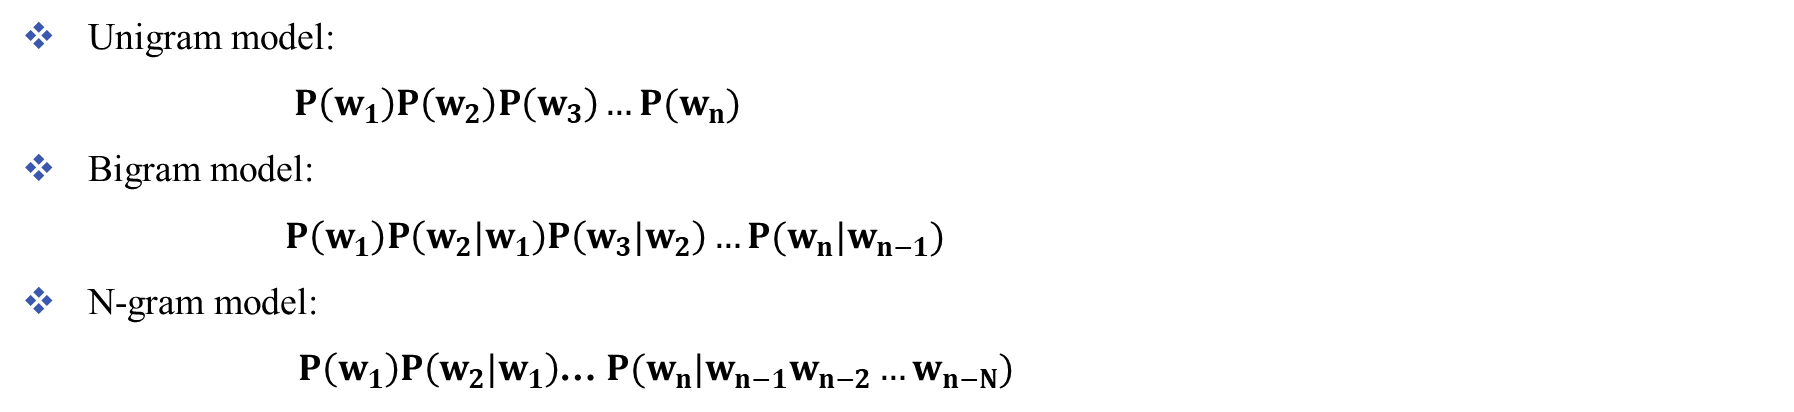 ❖ Unigram model:
P(w₁)P(w₂)P(w₃) … P(wₙ)
❖ Bigram model:
P(w₁)P(w₂|w₁)P(w₃|w₂) … P(wₙ|wₙ₋₁)
❖ N-gram model:
P(w₁)P(w₂|w₁)… P(wₙ|wₙ₋₁wₙ₋₂ … w_{n−N})